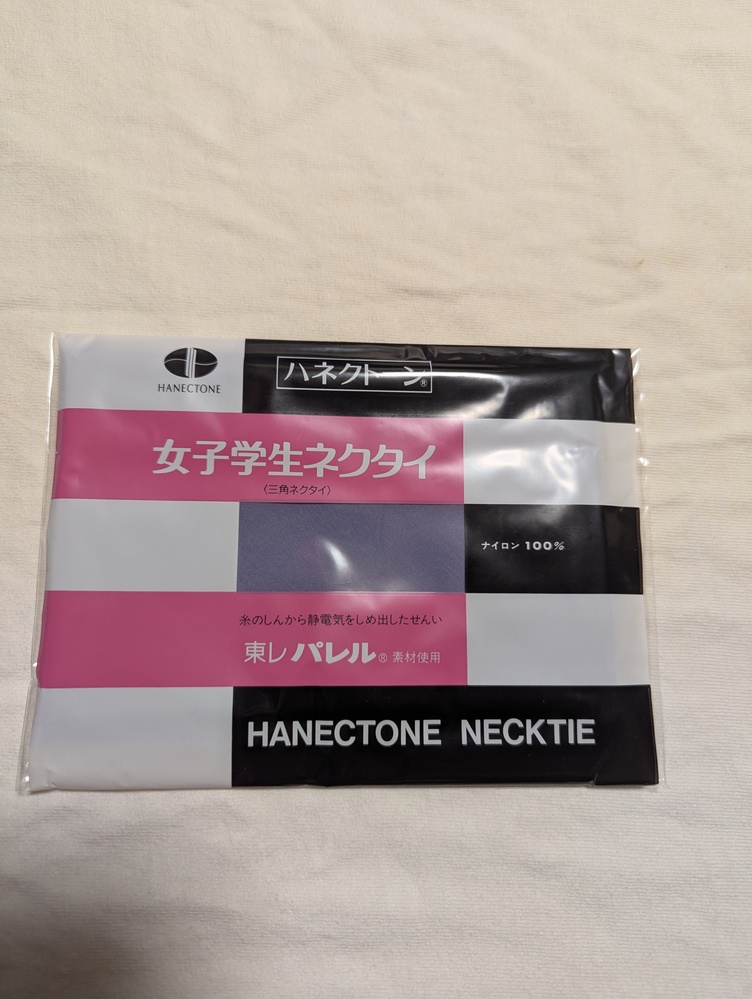 HANECTONE
ハネクトーン®
女子学生ネクタイ
〈三角ネクタイ〉
ナイロン 100%
糸のしんから静電気をしめ出したせんい
東レ パレル® 素材使用
HANECTONE NECKTIE